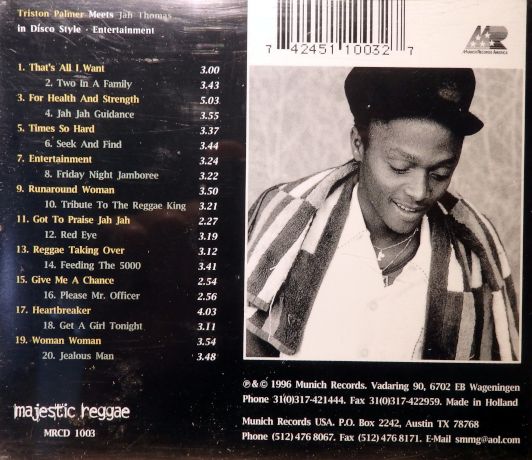 Triston Palmer Meets Jah Thomas
in Disco Style · Entertainment
1. That's All I Want 3.00
2. Two In A Family 3.43
3. For Health And Strength 5.03
4. Jah Jah Guidance 3.55
5. Times So Hard 3.37
6. Seek And Find 3.44
7. Entertainment 3.24
8. Friday Night Jamboree 3.22
9. Runaround Woman 3.50
10. Tribute To The Reggae King 3.21
11. Got To Praise Jah Jah 2.27
12. Red Eye 3.19
13. Reggae Taking Over 3.12
14. Feeding The 5000 3.41
15. Give Me A Chance 2.54
16. Please Mr. Officer 2.56
17. Heartbreaker 4.03
18. Get A Girl Tonight 3.11
19. Woman Woman 3.54
20. Jealous Man 3.48
majestic reggae
MRCD 1003
7 42451 10032 7
MR
MUNICH RECORDS AMERICA
℗ & © 1996 Munich Records. Vadaring 90, 6702 EB Wageningen
Phone 31(0)317-421444. Fax 31(0)317-422959. Made in Holland
Munich Records USA. P.O. Box 2242, Austin TX 78768
Phone (512) 476 8067. Fax (512) 476 8171. E-Mail smmg@aol.com